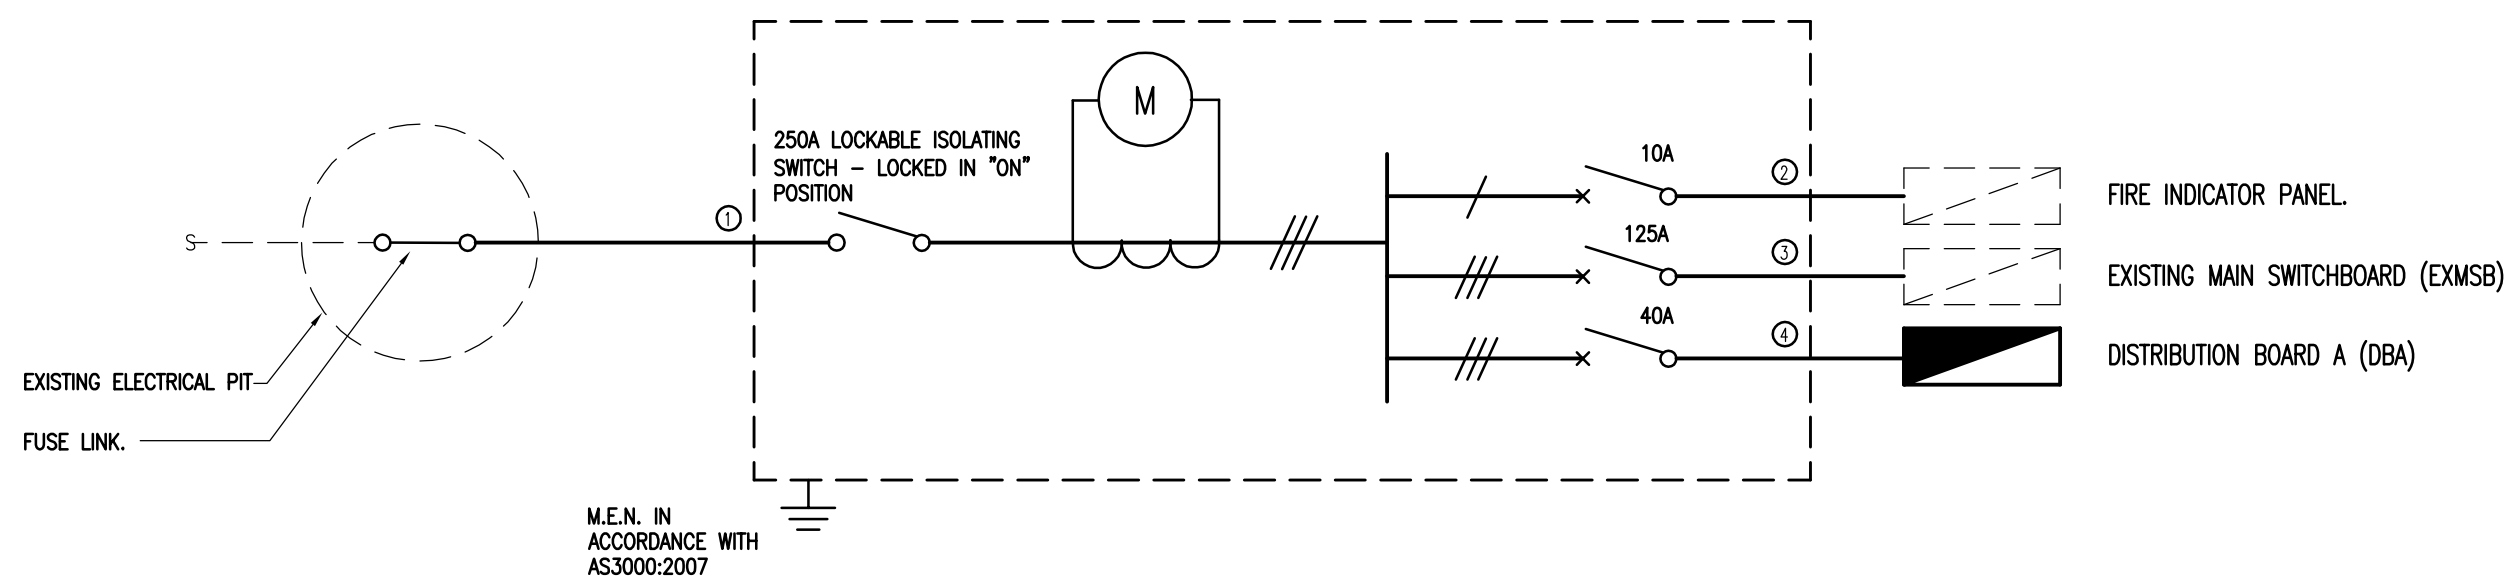 M
250A LOCKABLE ISOLATING
SWITCH - LOCKED IN "ON"
POSITION
10A
2
FIRE INDICATOR PANEL.
1
S
125A
3
EXISTING MAIN SWITCHBOARD (EXMSB)
40A
4
DISTRIBUTION BOARD A (DBA)
EXISTING ELECTRICAL PIT
FUSE LINK.
M.E.N. IN
ACCORDANCE WITH
AS3000:2007